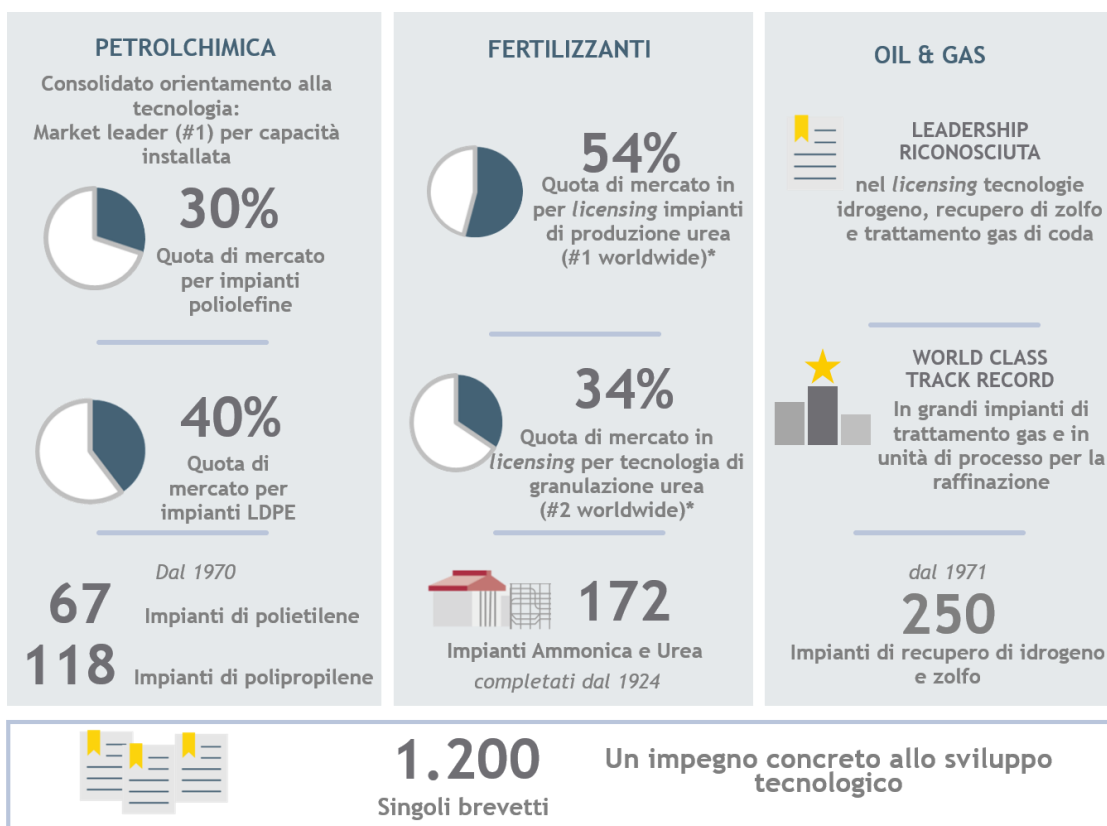 PETROLCHIMICA
Consolidato orientamento alla
tecnologia:
Market leader (#1) per capacità
installata
30%
Quota di mercato
per impianti
poliolefine
40%
Quota di
mercato per
impianti LDPE
Dal 1970
67 Impianti di polietilene
118 Impianti di polipropilene
FERTILIZZANTI
54%
Quota di mercato in
per licensing impianti
di produzione urea
(#1 worldwide)*
34%
Quota di mercato in
licensing per tecnologia di
granulazione urea
(#2 worldwide)*
172
Impianti Ammonica e Urea
completati dal 1924
OIL & GAS
LEADERSHIP
RICONOSCIUTA
nel licensing tecnologie
idrogeno, recupero di zolfo
e trattamento gas di coda
WORLD CLASS
TRACK RECORD
In grandi impianti di
trattamento gas e in
unità di processo per la
raffinazione
dal 1971
250
Impianti di recupero di idrogeno
e zolfo
1.200
Singoli brevetti
Un impegno concreto allo sviluppo
tecnologico